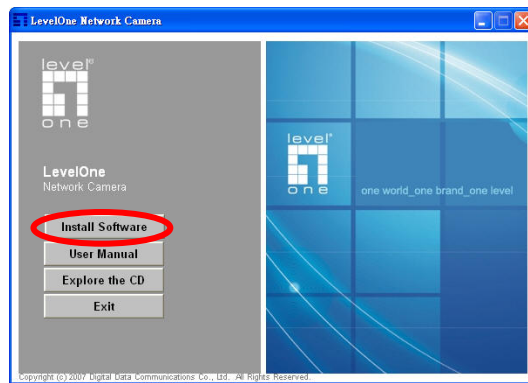 LevelOne Network Camera
level®
one
LevelOne
Network Camera
Install Software
User Manual
Explore the CD
Exit
level®
one
one world_one brand_one level
Copyright (c) 2007 Digital Data Communications Co., Ltd. All Rights Reserved.